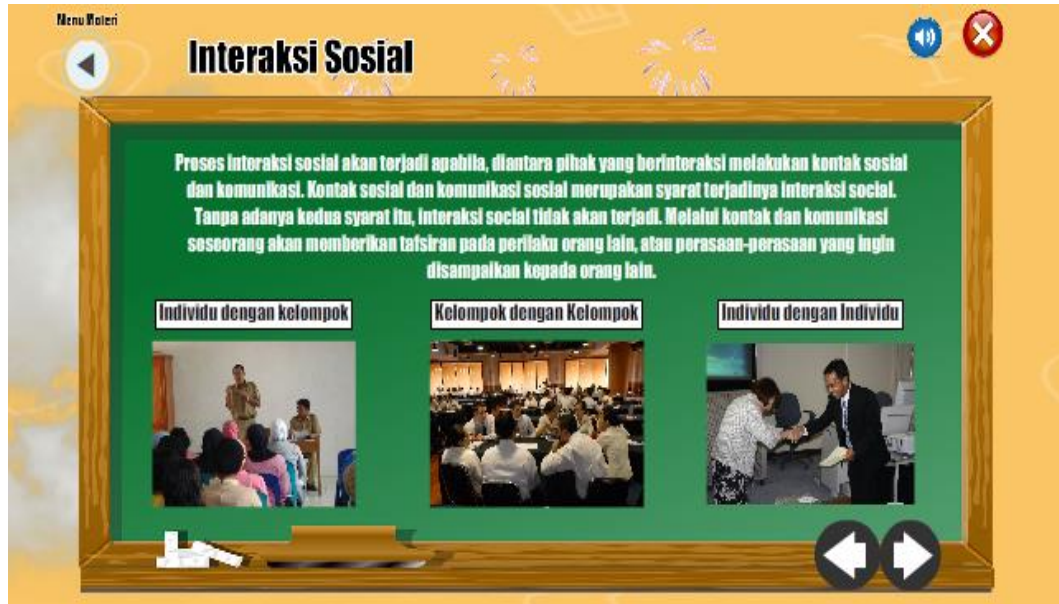 Menu Materi
Interaksi Sosial
Proses interaksi sosial akan terjadi apabila, diantara pihak yang berinteraksi melakukan kontak sosial
dan komunikasi. Kontak sosial dan komunikasi sosial merupakan syarat terjadinya interaksi social.
Tanpa adanya kedua syarat itu, interaksi social tidak akan terjadi. Melalui kontak dan komunikasi
seseorang akan memberikan tafsiran pada perilaku orang lain, atau perasaan-perasaan yang ingin
disampaikan kepada orang lain.
Individu dengan kelompok
Kelompok dengan Kelompok
Individu dengan Individu